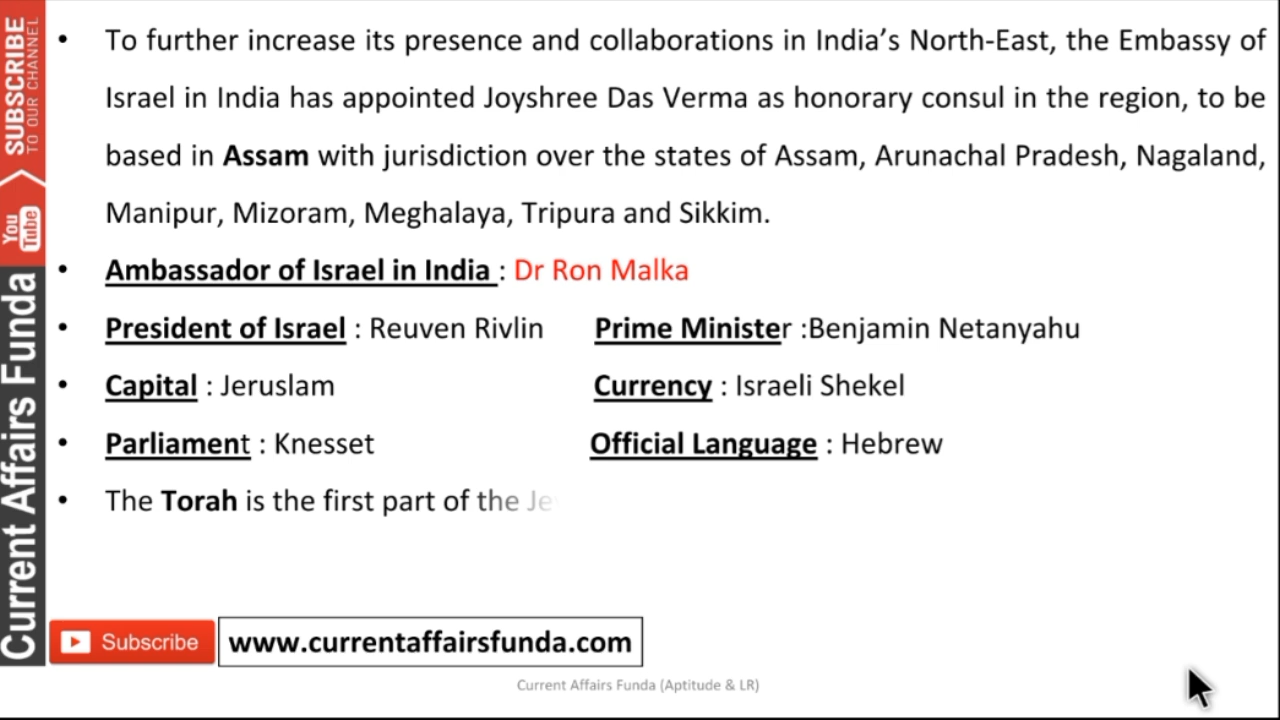 SUBSCRIBE
TO OUR CHANNEL
You
Tube
Current Affairs Funda
• To further increase its presence and collaborations in India’s North-East, the Embassy of
Israel in India has appointed Joyshree Das Verma as honorary consul in the region, to be
based in Assam with jurisdiction over the states of Assam, Arunachal Pradesh, Nagaland,
Manipur, Mizoram, Meghalaya, Tripura and Sikkim.
• Ambassador of Israel in India : Dr Ron Malka
• President of Israel : Reuven Rivlin Prime Minister :Benjamin Netanyahu
• Capital : Jeruslam Currency : Israeli Shekel
• Parliament : Knesset Official Language : Hebrew
• The Torah is the first part of the Je
Subscribe www.currentaffairsfunda.com
Current Affairs Funda (Aptitude & LR)